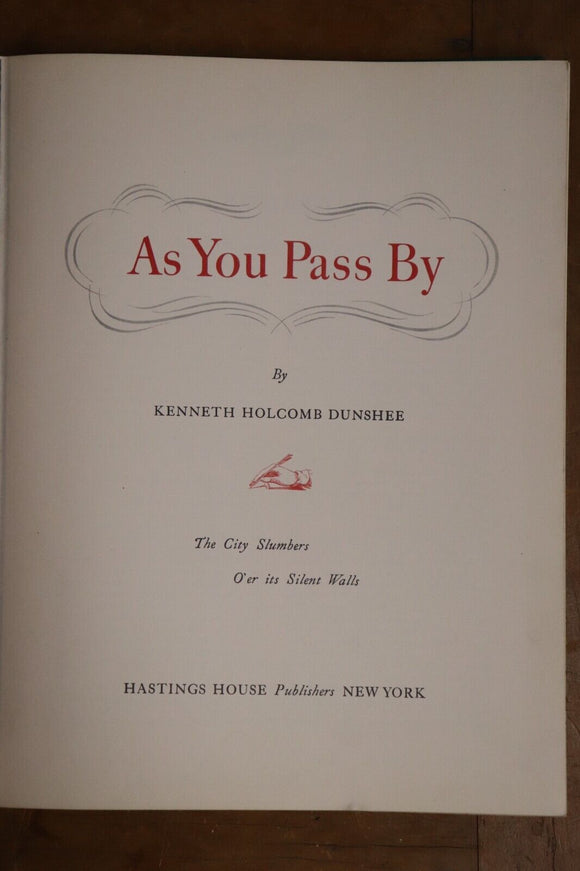 As You Pass By
By
KENNETH HOLCOMB DUNSHEE
The City Slumbers
O'er its Silent Walls
HASTINGS HOUSE Publishers NEW YORK